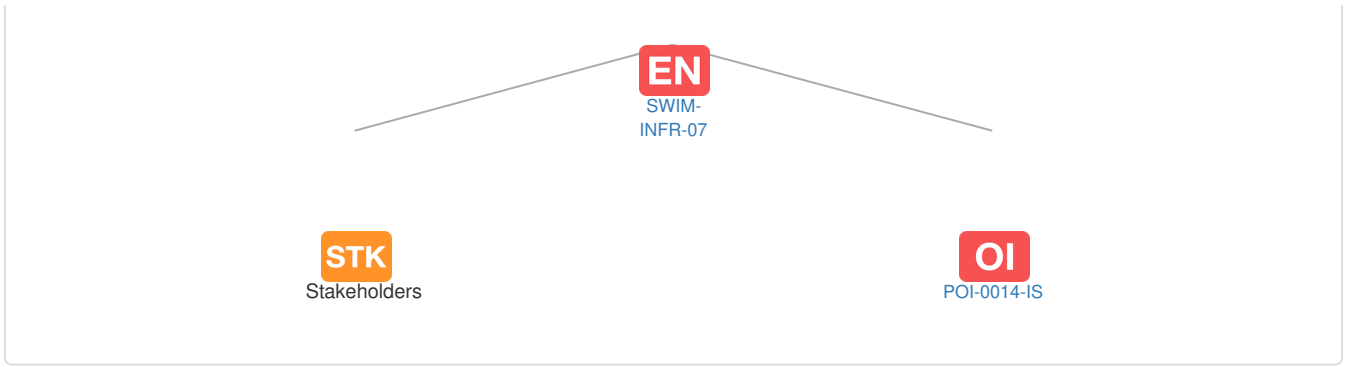 EN
SWIM-
INFR-07
STK
Stakeholders
OI
POI-0014-IS